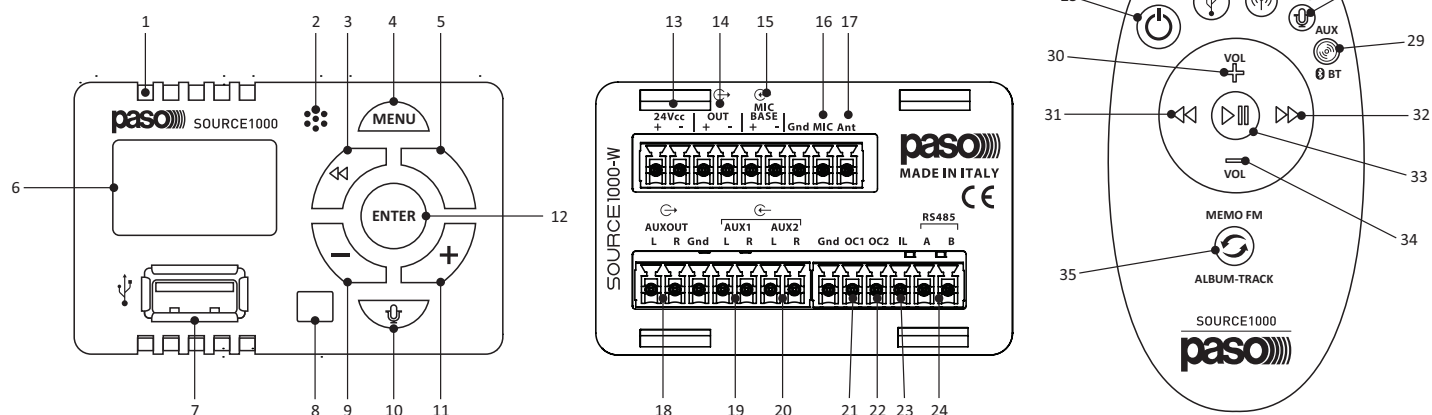 1
2
3
4
5
paso SOURCE1000
MENU
6
ENTER
12
7
8
9
10
11
13
14
15
16
17
24Vcc OUT MIC BASE Gnd MIC Ant
+ - + - + -
SOURCE1000-W
paso
MADE IN ITALY
CE
AUXOUT AUX1 AUX2 RS485
L R Gnd L R L R Gnd OC1 OC2 IL A B
18
19
20
21
22
23
24
AUX
29
BT
30
VOL
+
31
32
33
VOL
34
MEMO FM
35
ALBUM-TRACK
SOURCE1000
paso